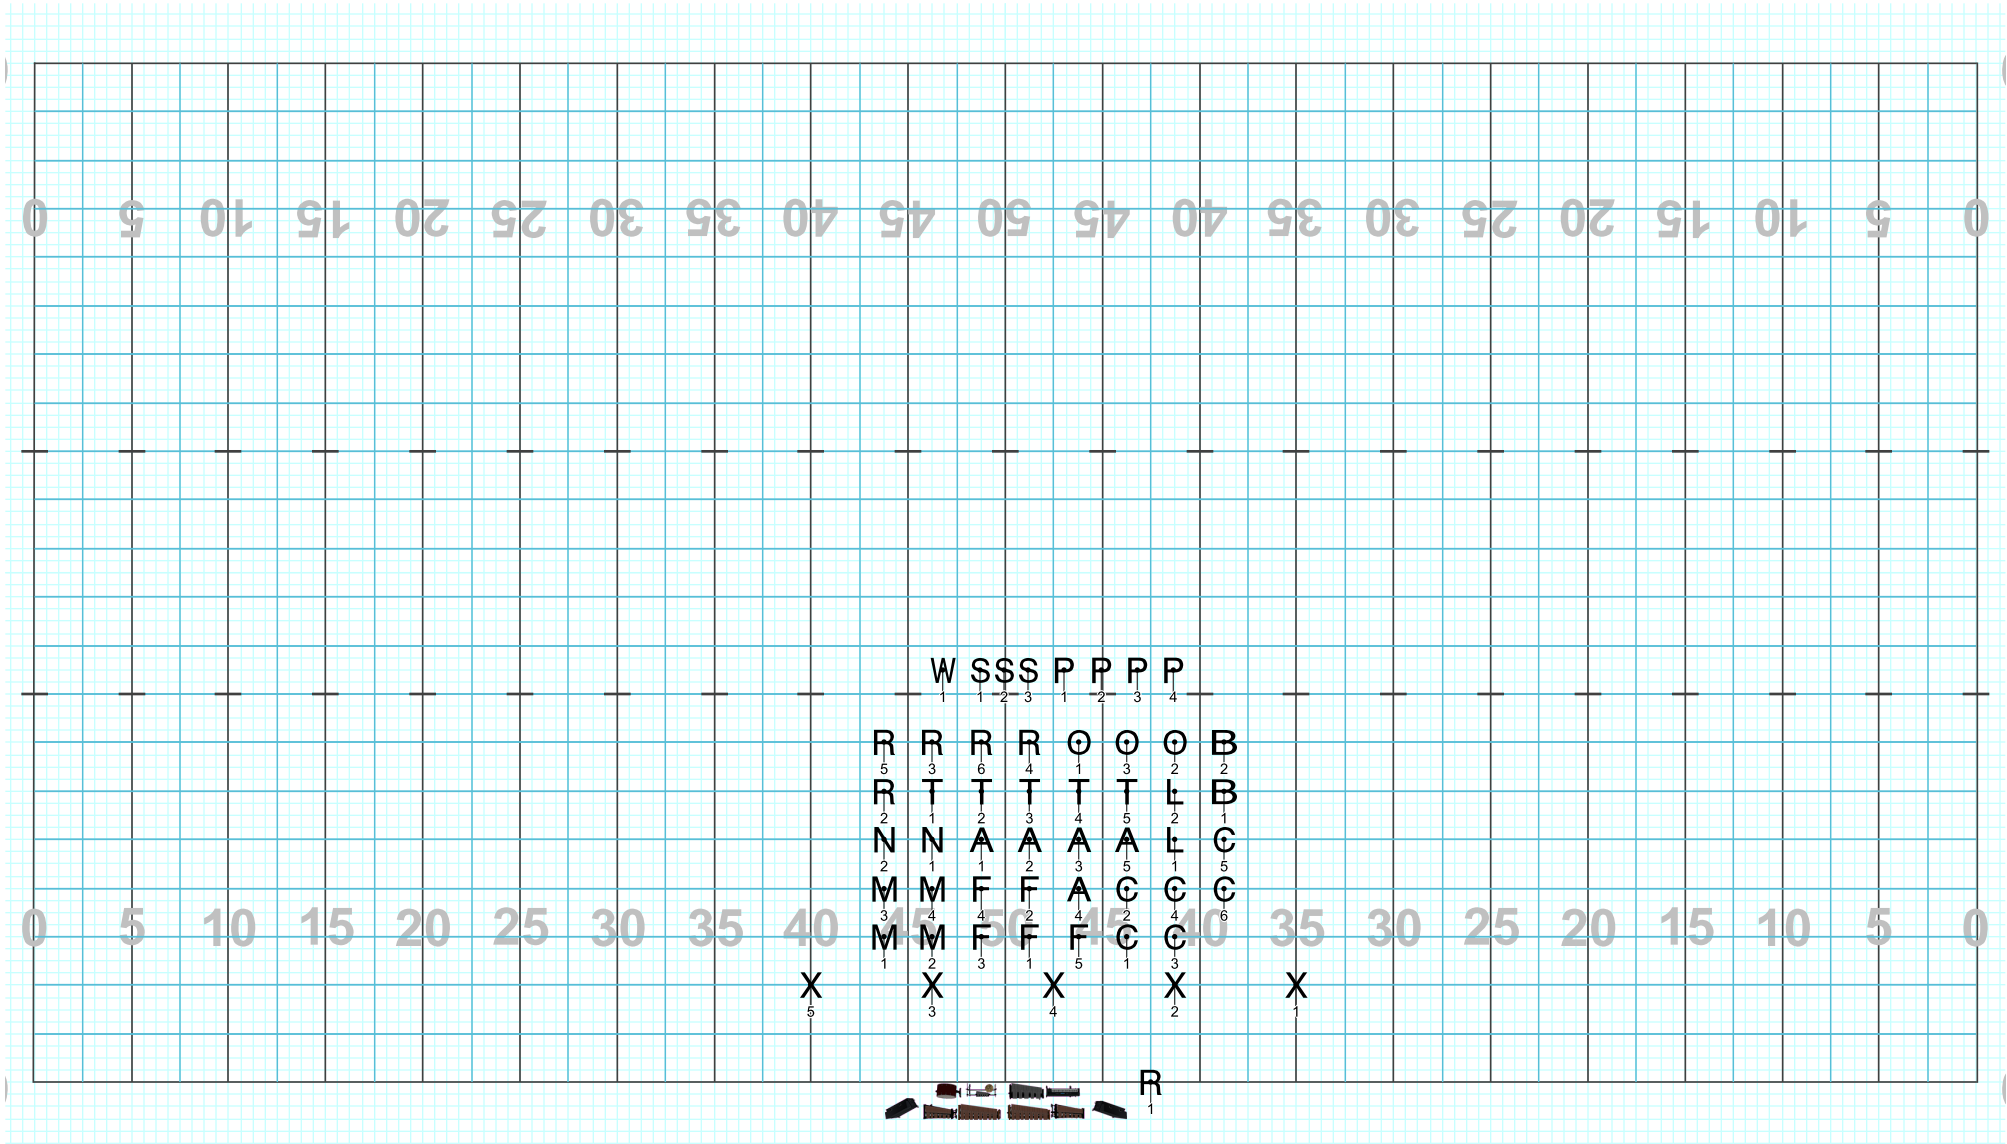 0 5 10 15 20 25 30 35 40 45 50 45 40 35 30 25 20 15 10 5 0
W S S S P P P P
1 1 2 3 1 2 3 4
R R R R O O O B
5 3 6 4 1 3 2 2
R T T T T T L B
2 1 2 3 4 5 2 1
N N A A A A L C
2 1 1 2 3 5 1 5
M M F F A C C C
3 4 4 2 4 2 4 6
0 5 10 15 20 25 30 35 40 45 50 45 40 35 30 25 20 15 10 5 0
M M F F F C C
1 2 3 1 5 1 3
X X X X X
5 3 4 2 1
R
1